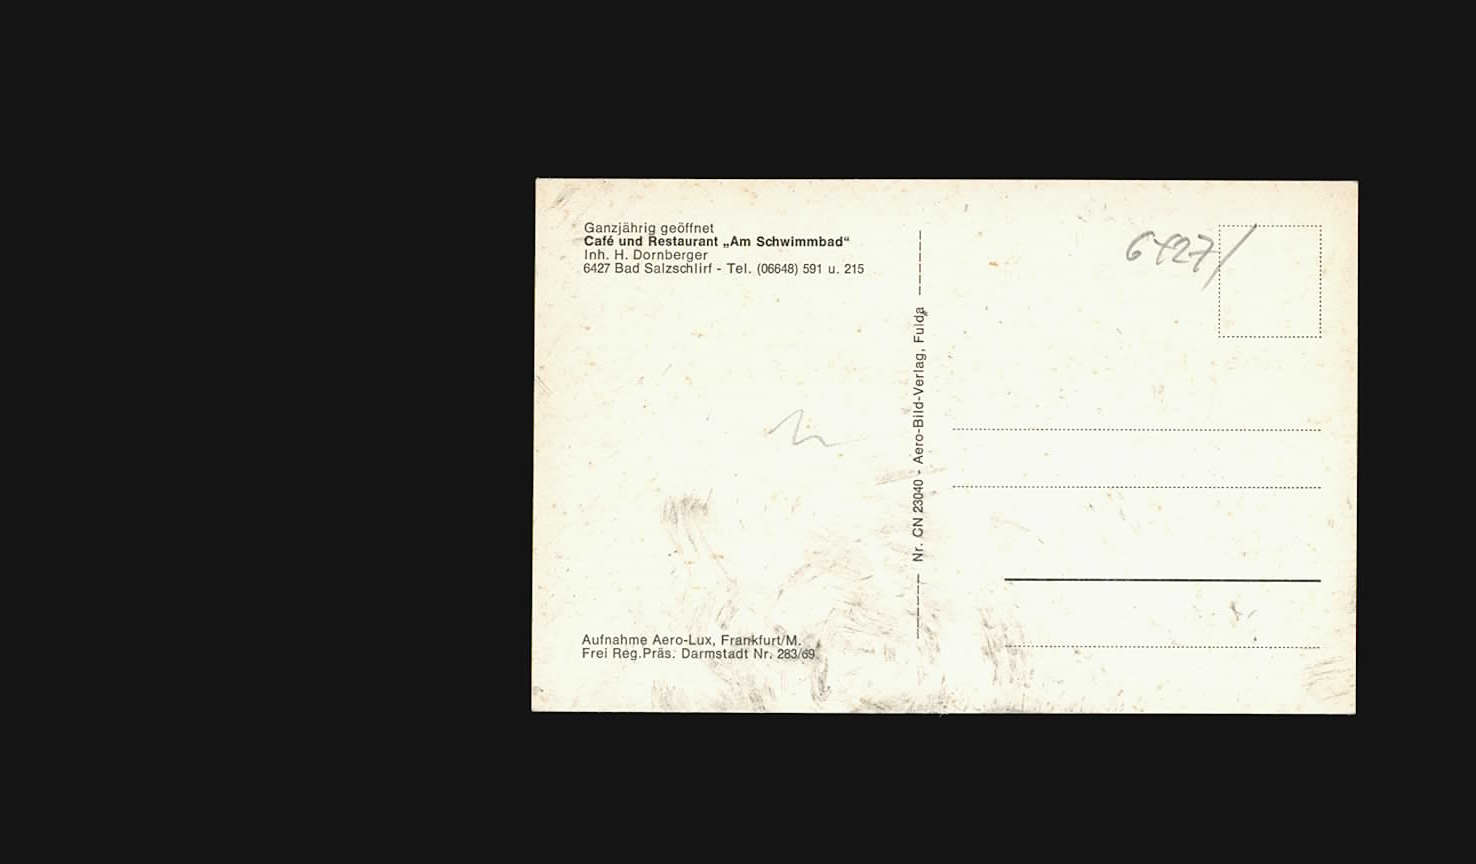 Ganzjährig geöffnet
Café und Restaurant „Am Schwimmbad“
Inh. H. Dornberger
6427 Bad Salzschlirf - Tel. (06648) 591 u. 215
Aufnahme Aero-Lux, Frankfurt/M.
Frei Reg.Präs. Darmstadt Nr. 283/69
Nr. CN 23040 - Aero-Bild-Verlag, Fulda
6427/